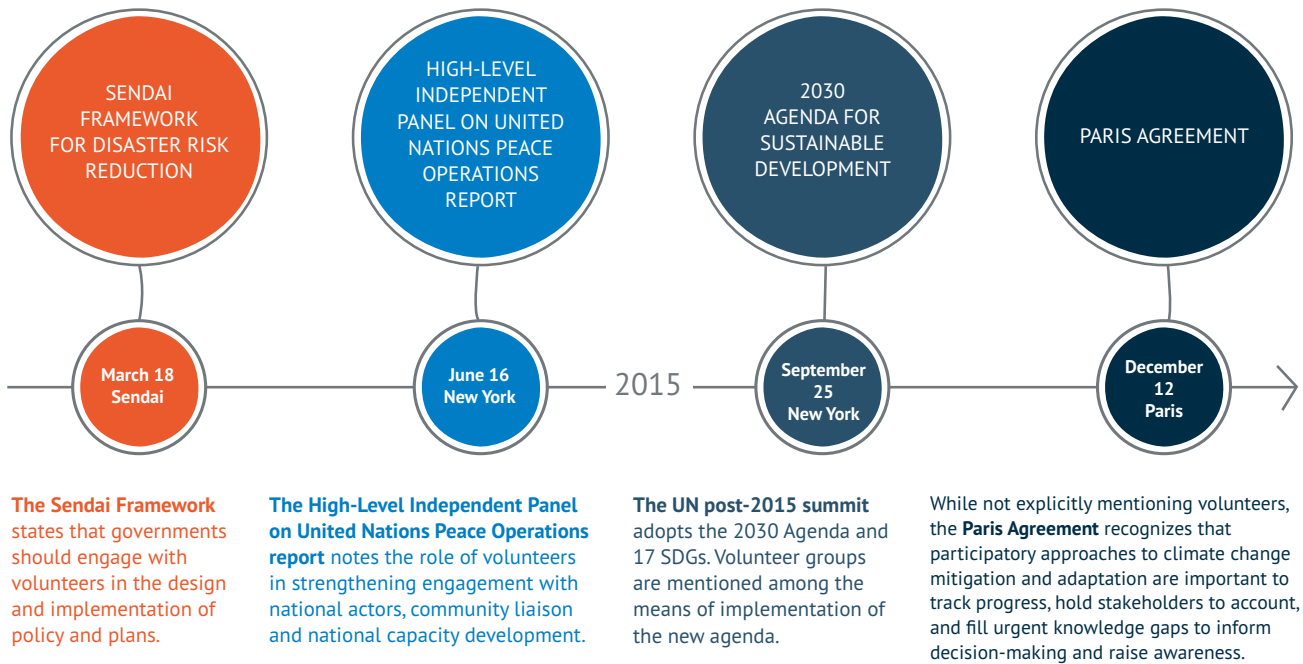 SENDAI
FRAMEWORK
FOR DISASTER RISK
REDUCTION
HIGH-LEVEL
INDEPENDENT
PANEL ON UNITED
NATIONS PEACE
OPERATIONS
REPORT
2030
AGENDA FOR
SUSTAINABLE
DEVELOPMENT
PARIS AGREEMENT
March 18
Sendai
June 16
New York
2015
September
25
New York
December
12
Paris
The Sendai Framework
states that governments
should engage with
volunteers in the design
and implementation of
policy and plans.
The High-Level Independent Panel
on United Nations Peace Operations
report notes the role of volunteers
in strengthening engagement with
national actors, community liaison
and national capacity development.
The UN post-2015 summit
adopts the 2030 Agenda and
17 SDGs. Volunteer groups
are mentioned among the
means of implementation of
the new agenda.
While not explicitly mentioning volunteers,
the Paris Agreement recognizes that
participatory approaches to climate change
mitigation and adaptation are important to
track progress, hold stakeholders to account,
and fill urgent knowledge gaps to inform
decision-making and raise awareness.